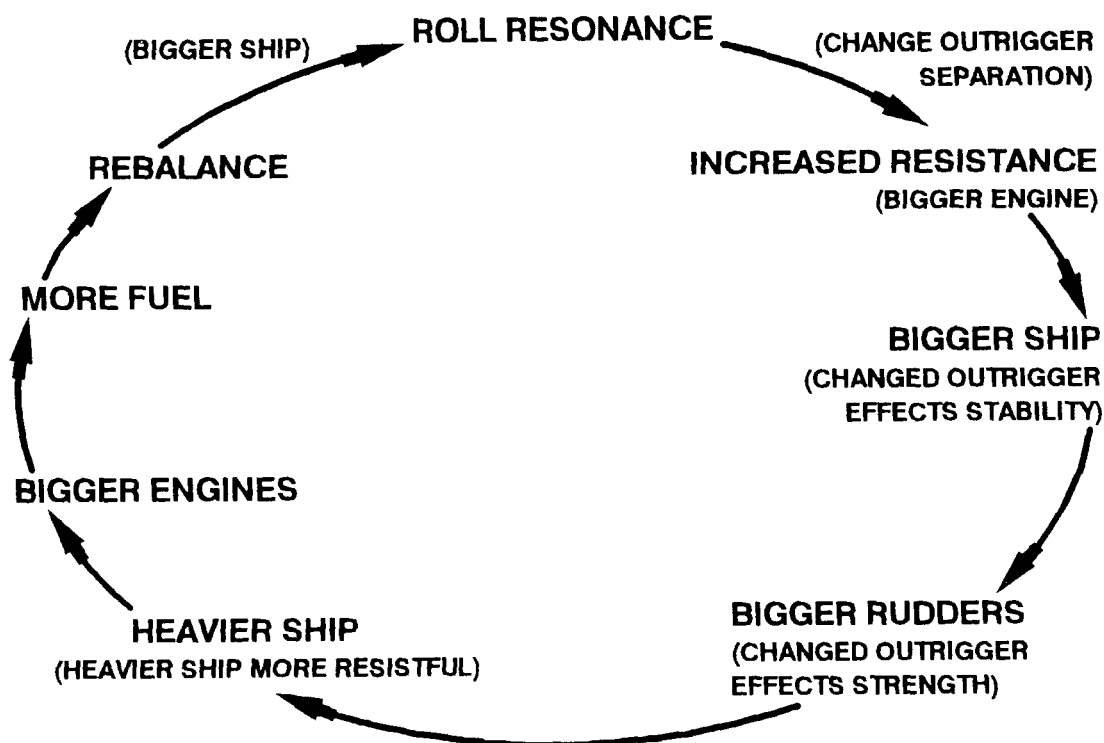 ROLL RESONANCE
(BIGGER SHIP)
(CHANGE OUTRIGGER
SEPARATION)
INCREASED RESISTANCE
(BIGGER ENGINE)
BIGGER SHIP
(CHANGED OUTRIGGER
EFFECTS STABILITY)
BIGGER RUDDERS
(CHANGED OUTRIGGER
EFFECTS STRENGTH)
HEAVIER SHIP
(HEAVIER SHIP MORE RESISTFUL)
BIGGER ENGINES
MORE FUEL
REBALANCE